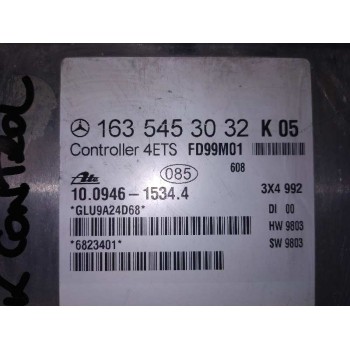 163 545 30 32 K 05
Controller 4ETS FD99M01
085 608
Ate
10.0946-1534.4 3X4 992
*GLU9A24D68* DI 00
HW 9803
*6823401* SW 9803
CONTROL